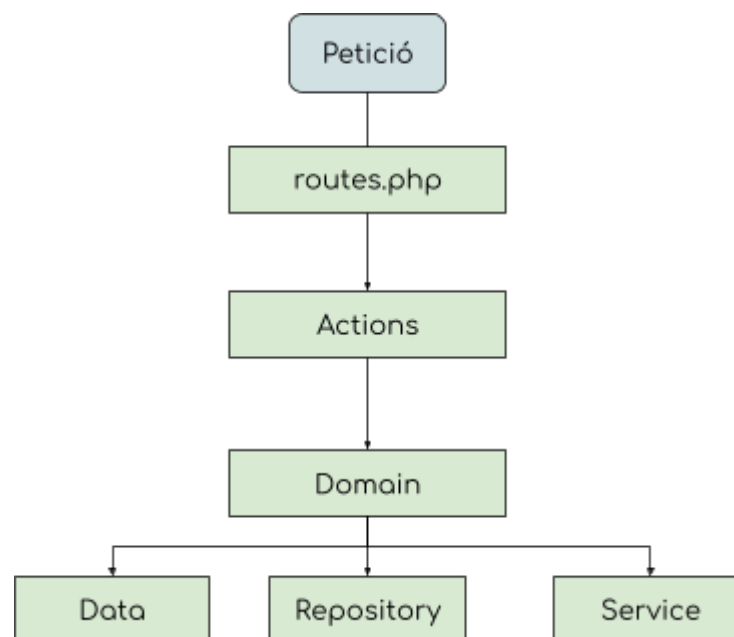 Petició
routes.php
Actions
Domain
Data
Repository
Service